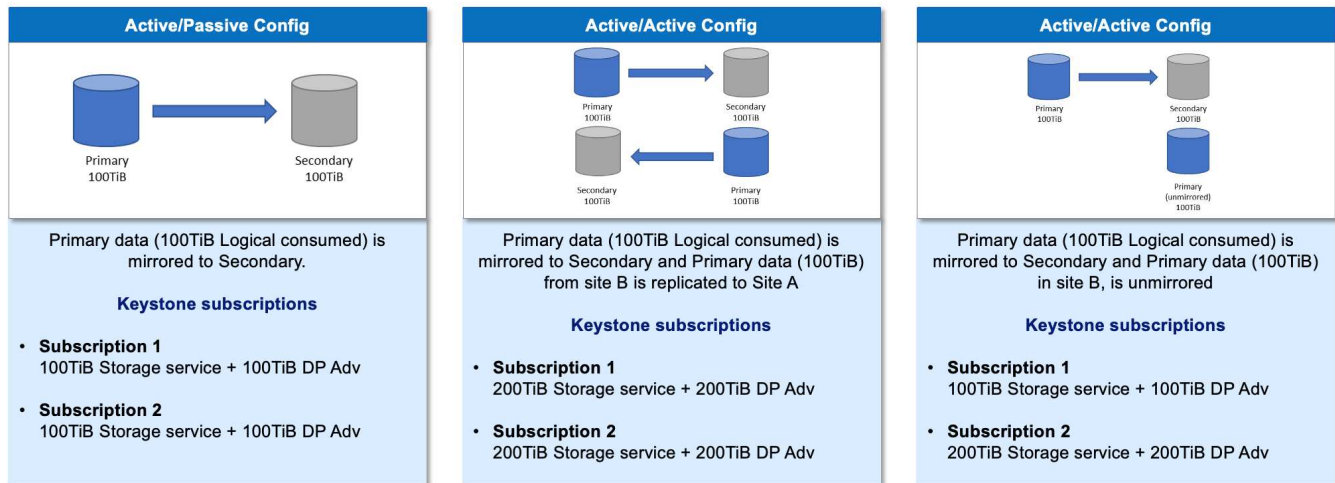 Active/Passive Config
Primary
100TiB
Secondary
100TiB
Primary data (100TiB Logical consumed) is
mirrored to Secondary.
Keystone subscriptions
• Subscription 1
100TiB Storage service + 100TiB DP Adv
• Subscription 2
100TiB Storage service + 100TiB DP Adv
Active/Active Config
Primary
100TiB
Secondary
100TiB
Secondary
100TiB
Primary
100TiB
Primary data (100TiB Logical consumed) is
mirrored to Secondary and Primary data (100TiB)
from site B is replicated to Site A
Keystone subscriptions
• Subscription 1
200TiB Storage service + 200TiB DP Adv
• Subscription 2
200TiB Storage service + 200TiB DP Adv
Active/Active Config
Primary
100TiB
Secondary
100TiB
Primary
(unmirrored)
100TiB
Primary data (100TiB Logical consumed) is
mirrored to Secondary and Primary data (100TiB)
in site B, is unmirrored
Keystone subscriptions
• Subscription 1
100TiB Storage service + 100TiB DP Adv
• Subscription 2
200TiB Storage service + 200TiB DP Adv